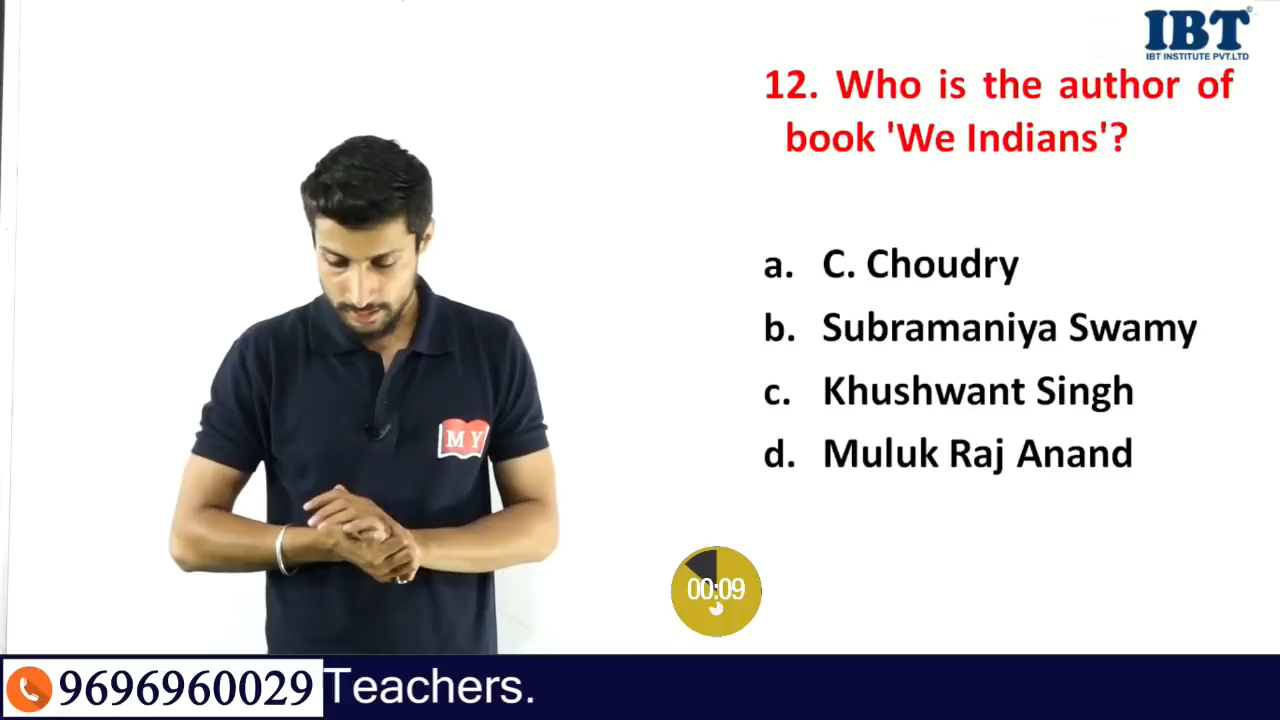 IBT
IBT INSTITUTE PVT.LTD
12. Who is the author of
book 'We Indians'?
a. C. Choudry
b. Subramaniya Swamy
c. Khushwant Singh
d. Muluk Raj Anand
M Y
00:09
9696960029 Teachers.